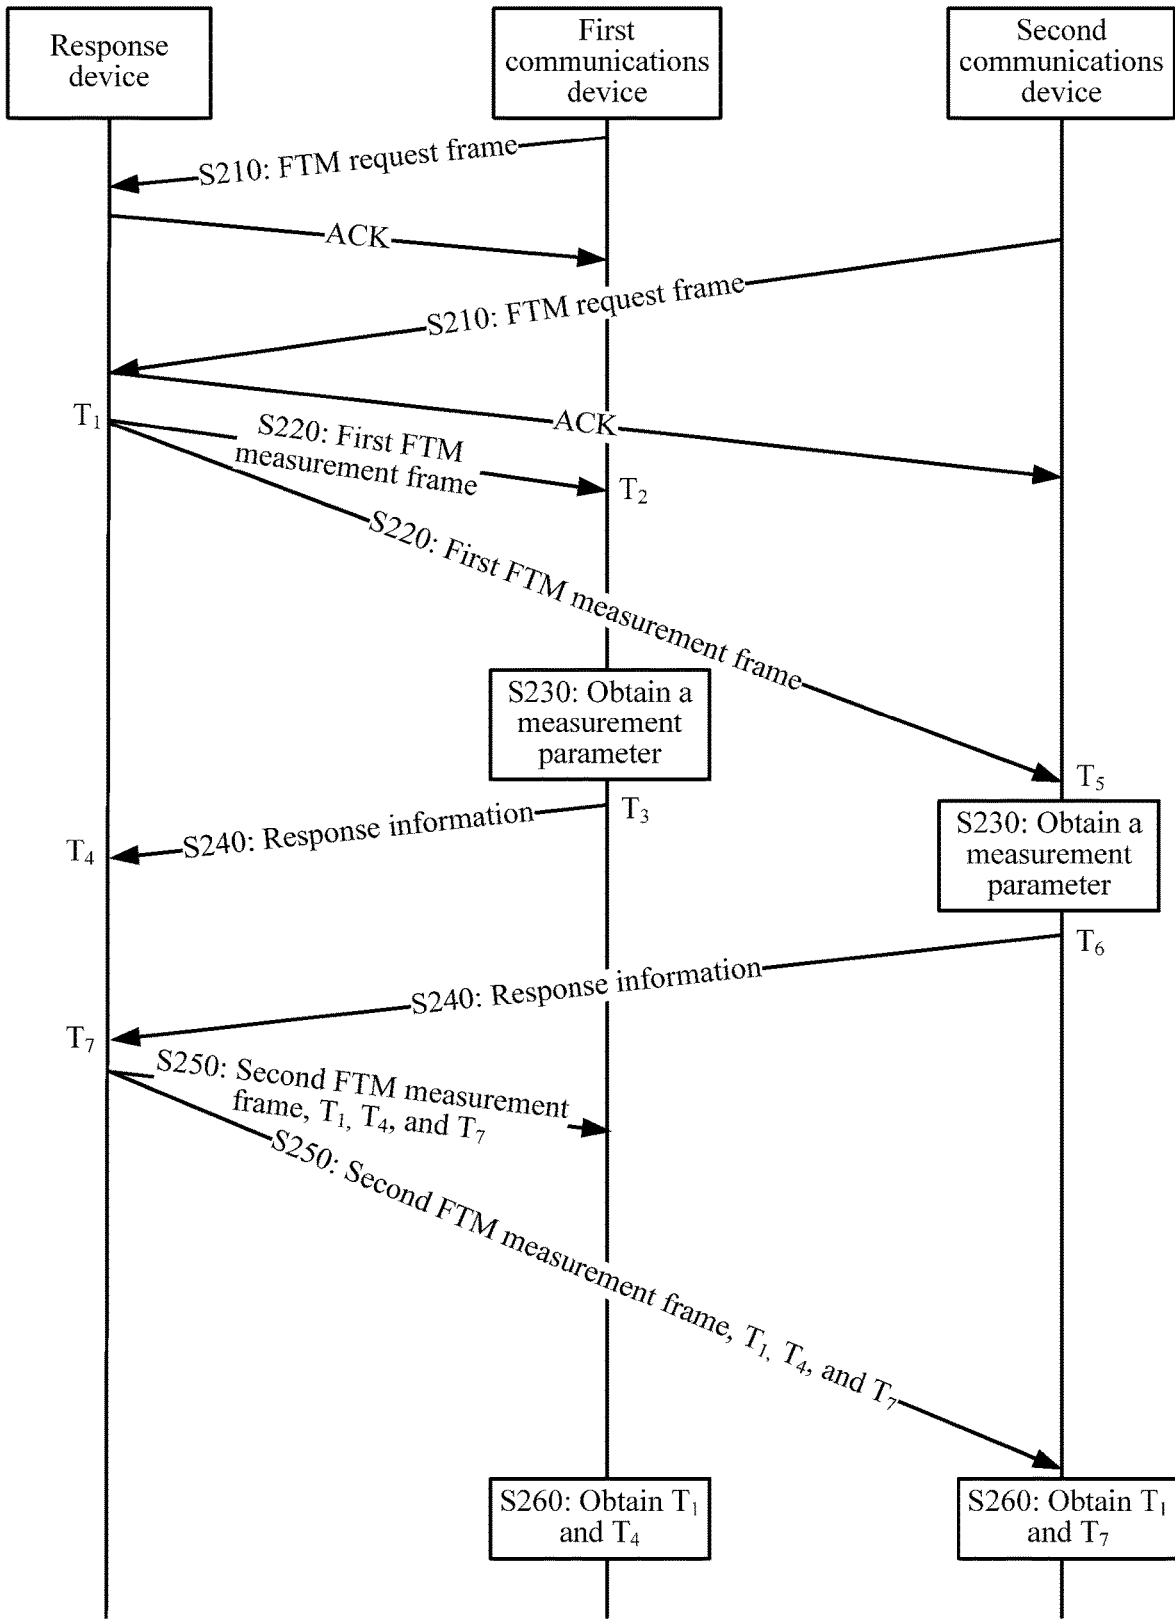 Response
device
First
communications
device
Second
communications
device
S210: FTM request frame
ACK
S210: FTM request frame
ACK
T1
S220: First FTM
measurement frame
T2
S220: First FTM measurement frame
S230: Obtain a
measurement
parameter
T5
T3
S240: Response information
T4
S230: Obtain a
measurement
parameter
T6
S240: Response information
T7
S250: Second FTM measurement
frame, T1, T4, and T7
S250: Second FTM measurement frame, T1, T4, and T7
S260: Obtain T1
and T4
S260: Obtain T1
and T7